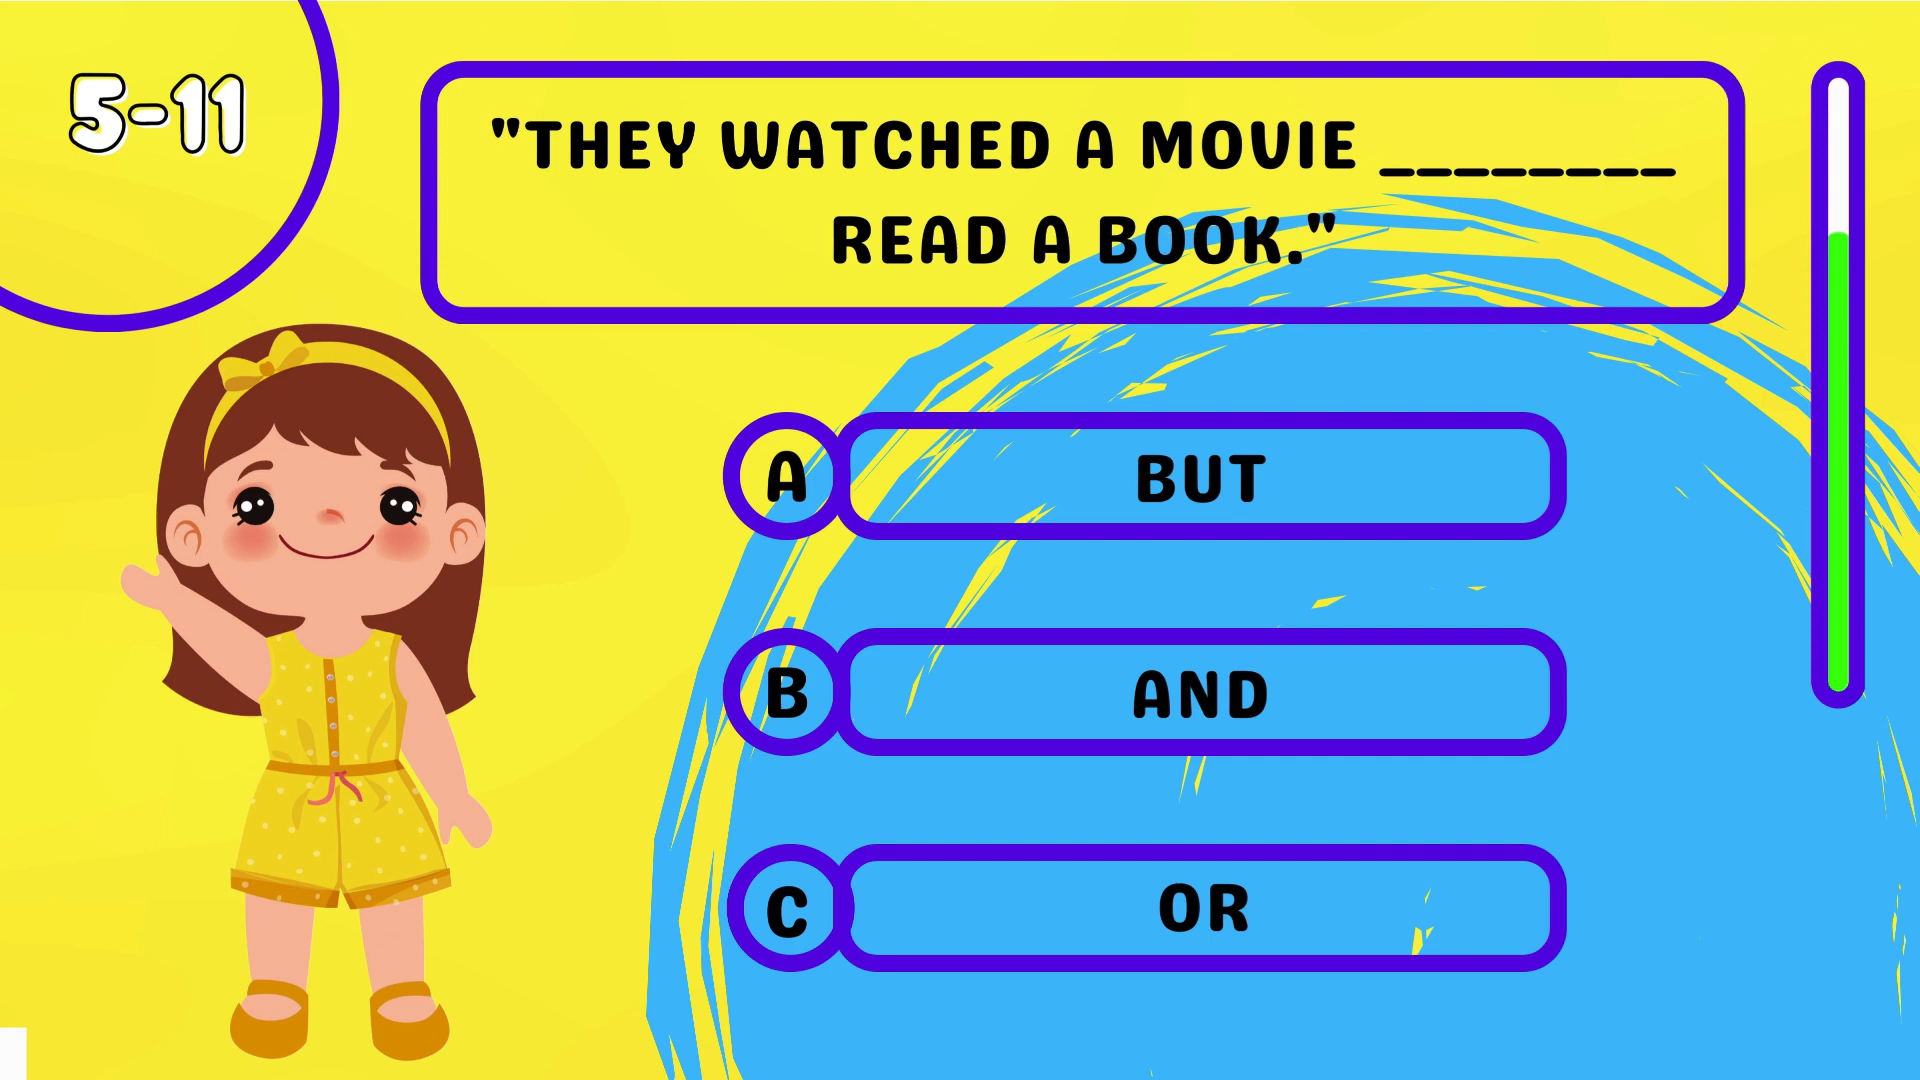 5-11
"THEY WATCHED A MOVIE ________
READ A BOOK."
A BUT
B AND
C OR